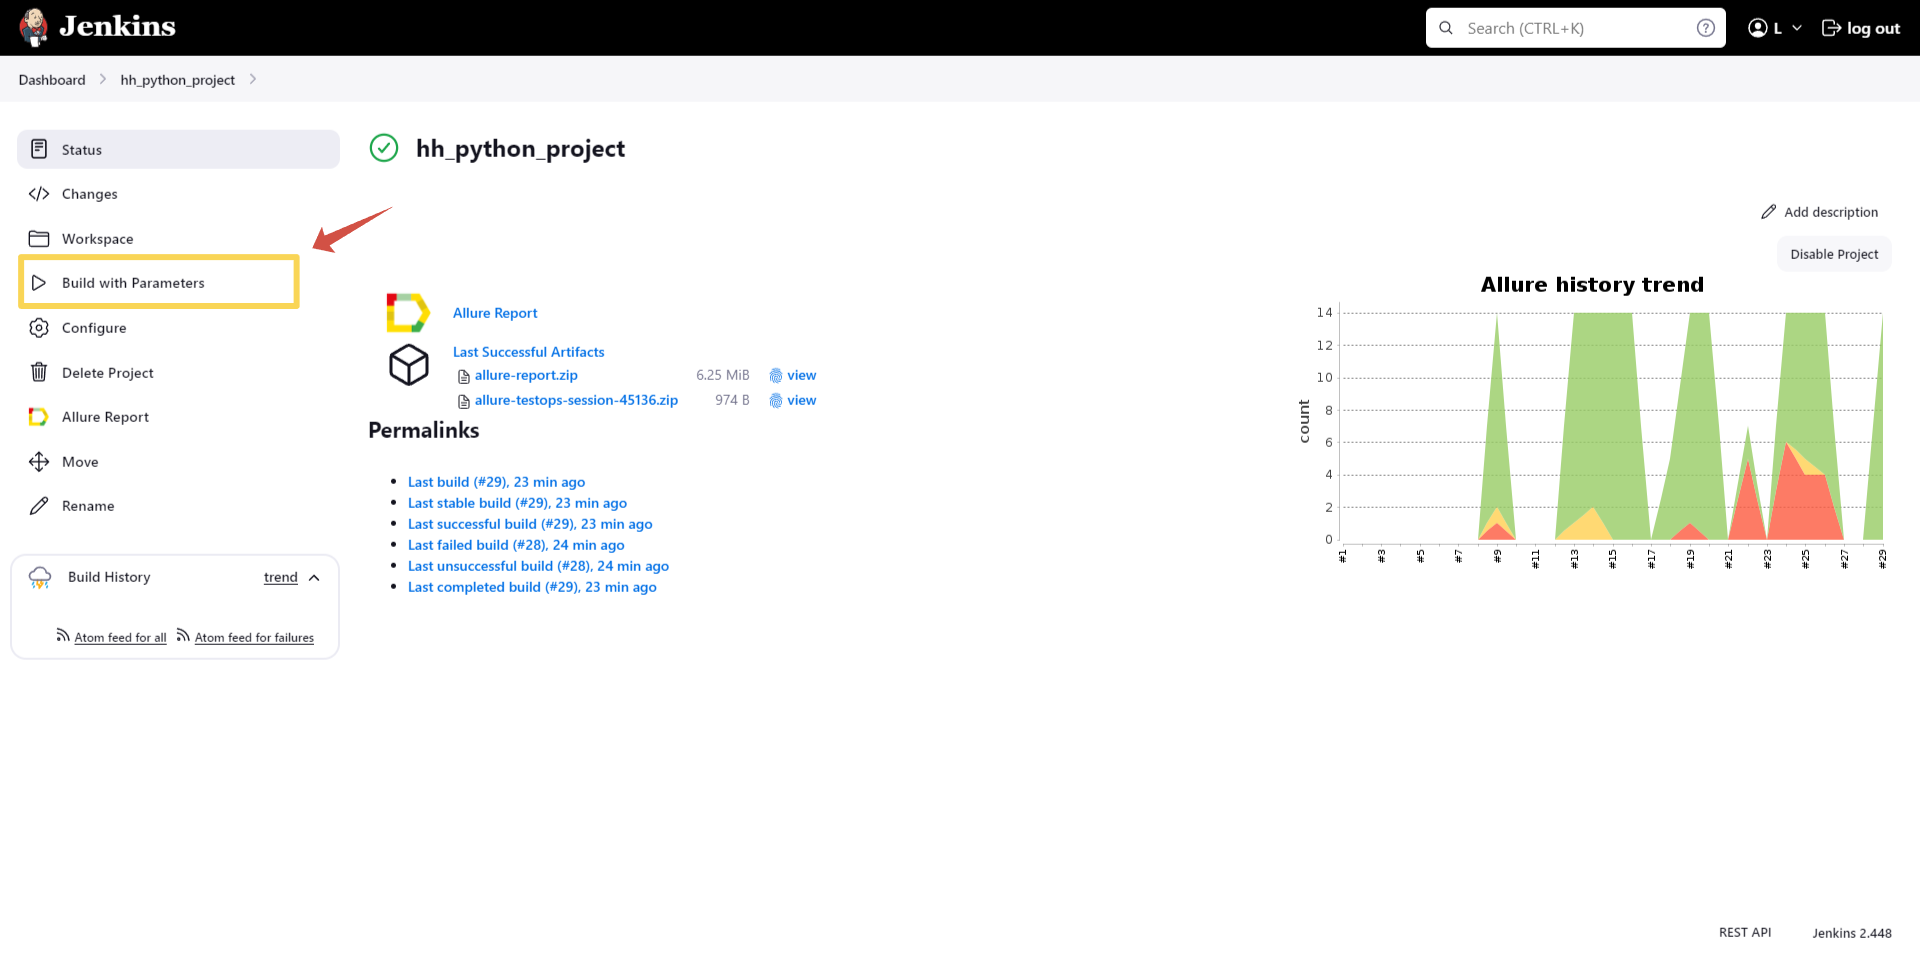 Jenkins
Search (CTRL+K)
L
log out
Dashboard
hh_python_project
Status
Changes
Workspace
Build with Parameters
Configure
Delete Project
Allure Report
Move
Rename
Build History
trend
Atom feed for all
Atom feed for failures
hh_python_project
Add description
Disable Project
Allure Report
Last Successful Artifacts
allure-report.zip 6.25 MiB view
allure-testops-session-45136.zip 974 B view
Permalinks
Last build (#29), 23 min ago
Last stable build (#29), 23 min ago
Last successful build (#29), 23 min ago
Last failed build (#28), 24 min ago
Last unsuccessful build (#28), 24 min ago
Last completed build (#29), 23 min ago
Allure history trend
count
14
12
10
8
6
4
2
0
#1 #3 #5 #7 #9 #11 #13 #15 #17 #19 #21 #23 #25 #27 #29
REST API
Jenkins 2.448